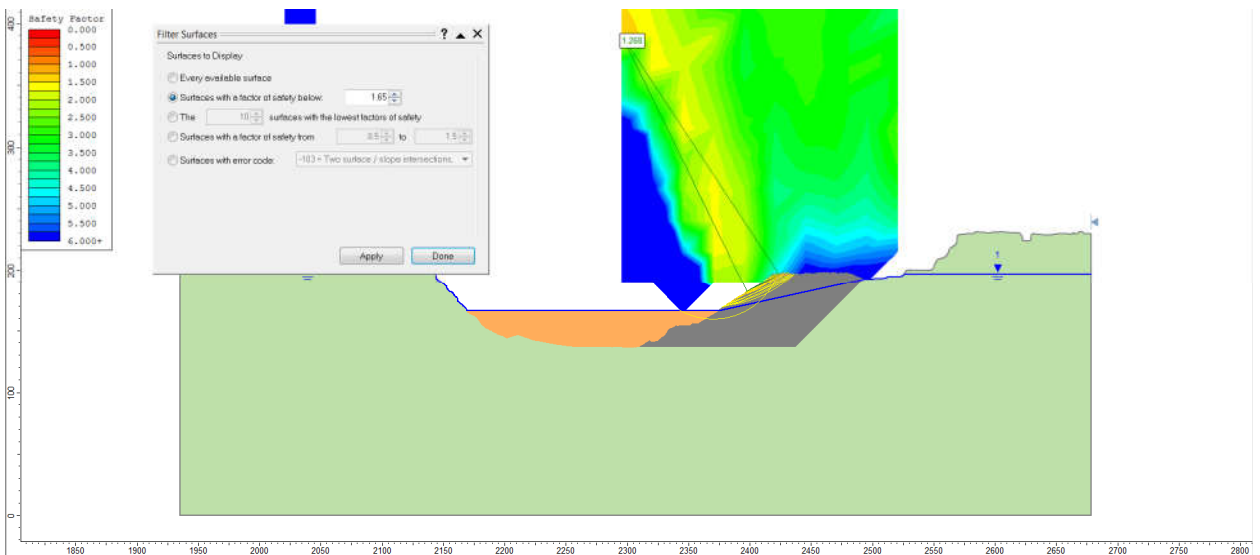 Safety Factor
0.000
0.500
1.000
1.500
2.000
2.500
3.000
3.500
4.000
4.500
5.000
5.500
6.000+
Filter Surfaces ? 
Surfaces to Display
Every available surface
Surfaces with a factor of safety below: 1.65
The 10 surfaces with the lowest factors of safety
Surfaces with a factor of safety from 0.5 to 1.5
Surfaces with error code: -103 = Two surface / slope intersections,
Apply Done
1.268
1
400
300
200
100
0
1850 1900 1950 2000 2050 2100 2150 2200 2250 2300 2350 2400 2450 2500 2550 2600 2650 2700 2750 2800